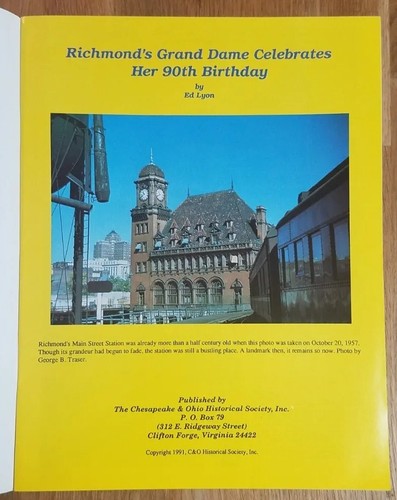 Richmond's Grand Dame Celebrates
Her 90th Birthday
by
Ed Lyon
Richmond's Main Street Station was already more than a half century old when this photo was taken on October 20, 1957.
Though its grandeur had begun to fade, the station was still a bustling place. A landmark then, it remains so now. Photo by
George B. Traser.
Published by
The Chesapeake & Ohio Historical Society, Inc.
P. O. Box 79
(312 E. Ridgeway Street)
Clifton Forge, Virginia 24422
Copyright 1991, C&O Historical Society, Inc.